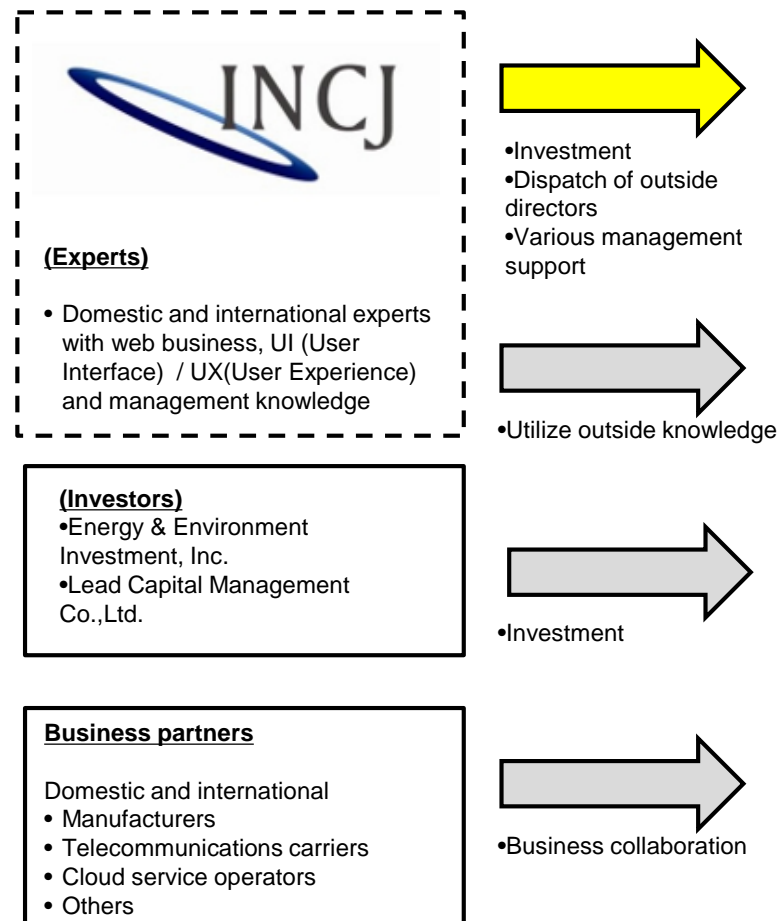 INCJ
•Investment
•Dispatch of outside
directors
•Various management
support
(Experts)
• Domestic and international experts
with web business, UI (User
Interface) / UX(User Experience)
and management knowledge
•Utilize outside knowledge
(Investors)
•Energy & Environment
Investment, Inc.
•Lead Capital Management
Co.,Ltd.
•Investment
Business partners
Domestic and international
• Manufacturers
• Telecommunications carriers
• Cloud service operators
• Others
•Business collaboration